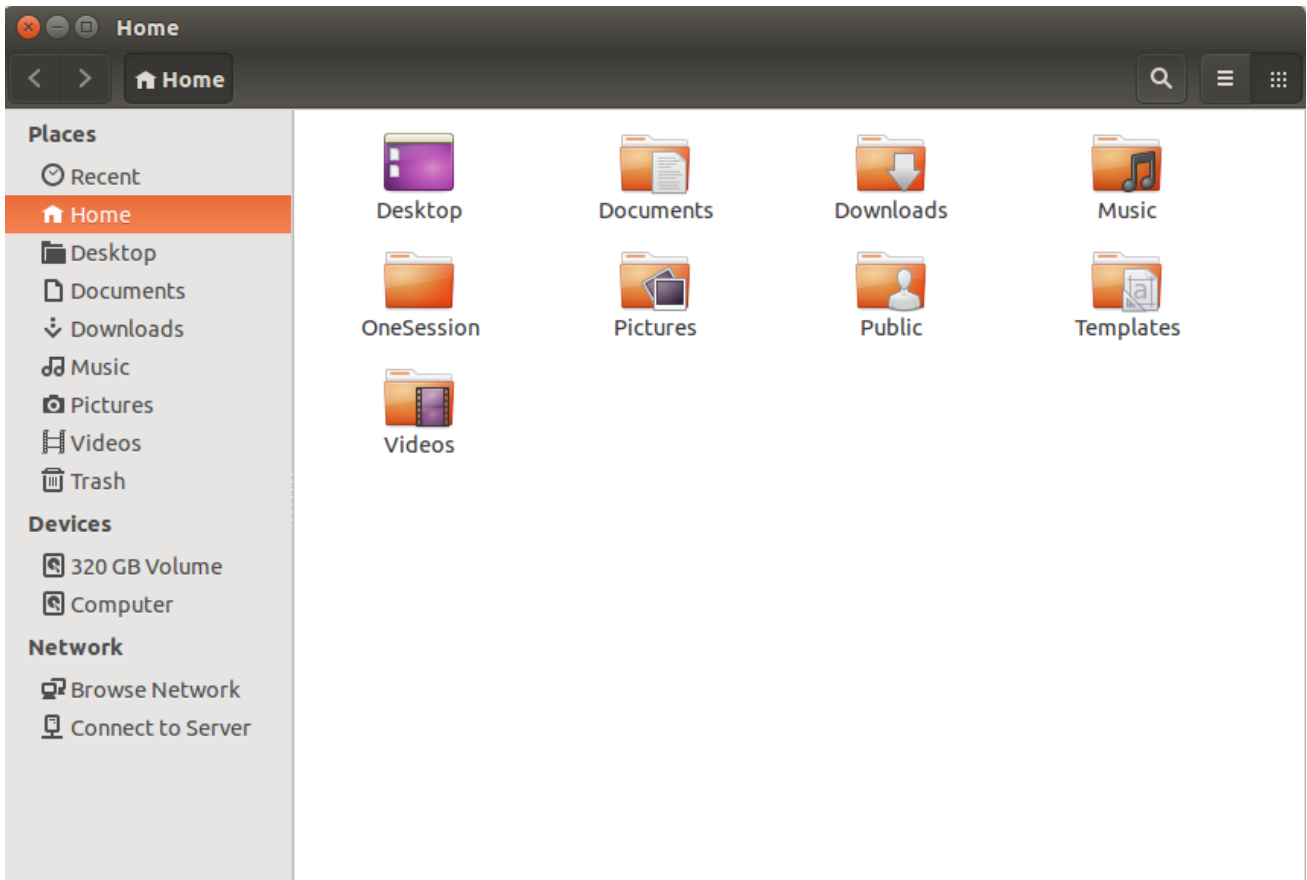 Home
Home
Places
Recent
Home
Desktop
Documents
Downloads
Music
Pictures
Videos
Trash
Devices
320 GB Volume
Computer
Network
Browse Network
Connect to Server
Desktop Documents Downloads Music
OneSession Pictures Public Templates
Videos